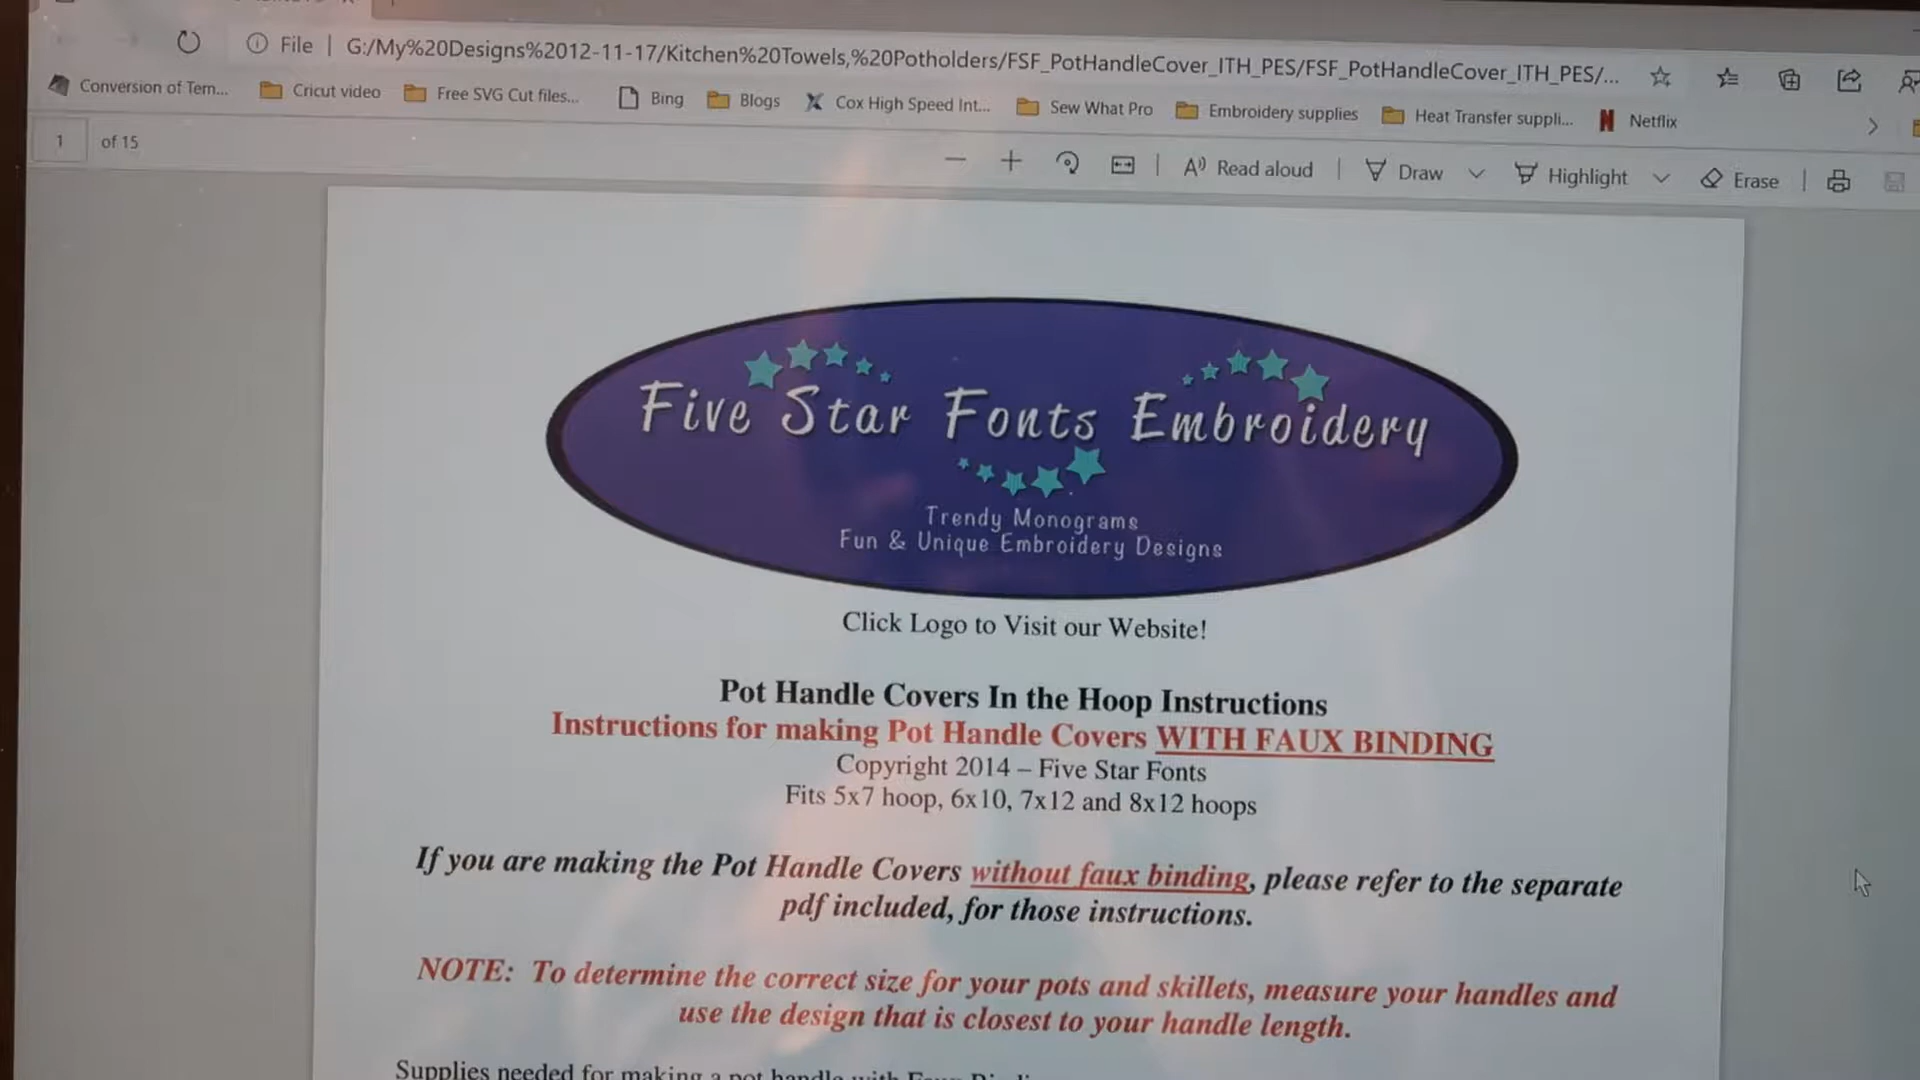 File | G:/My%20Designs%2012-11-17/Kitchen%20Towels,%20Potholders/FSF_PotHandleCover_ITH_PES/FSF_PotHandleCover_ITH_PES/...
Conversion of Tem... Cricut video Free SVG Cut files... Bing Blogs Cox High Speed Int... Sew What Pro Embroidery supplies Heat Transfer suppli... Netflix
1 of 15
Read aloud Draw Highlight Erase
Five Star Fonts Embroidery
Trendy Monograms
Fun & Unique Embroidery Designs
Click Logo to Visit our Website!
Pot Handle Covers In the Hoop Instructions
Instructions for making Pot Handle Covers WITH FAUX BINDING
Copyright 2014 – Five Star Fonts
Fits 5x7 hoop, 6x10, 7x12 and 8x12 hoops
If you are making the Pot Handle Covers without faux binding, please refer to the separate
pdf included, for those instructions.
NOTE: To determine the correct size for your pots and skillets, measure your handles and
use the design that is closest to your handle length.
Supplies needed for making a pot handle with Faux